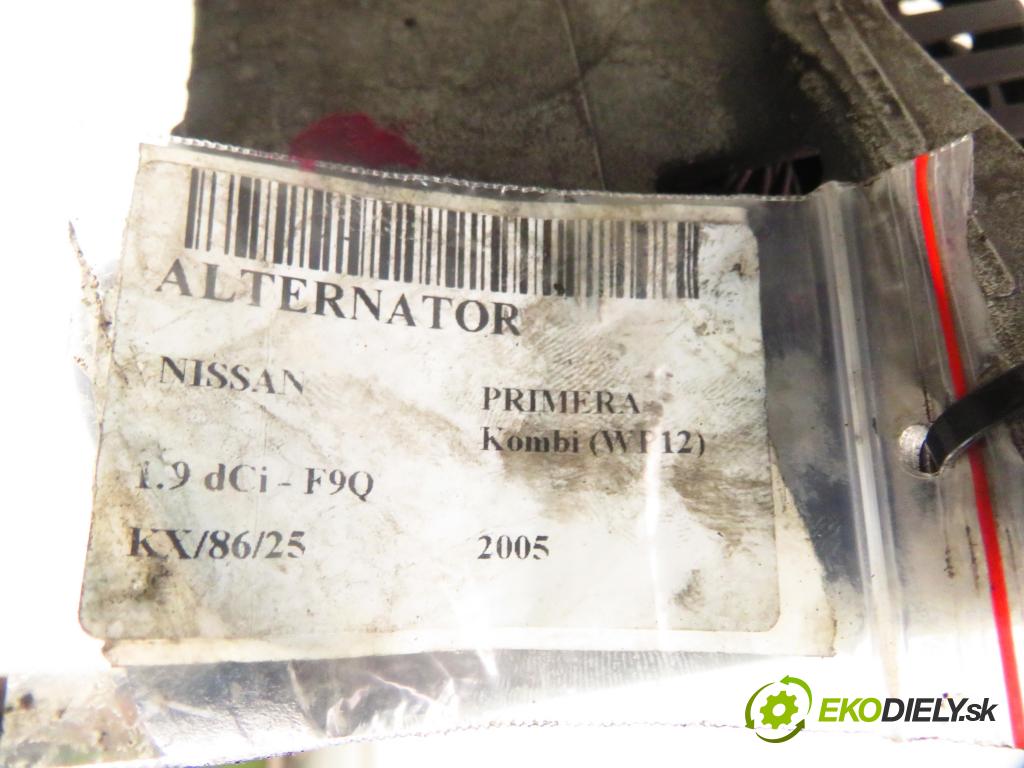 ALTERNATOR
NISSAN
PRIMERA
Kombi (WP12)
1.9 dCi - F9Q
KX/86/25
2005
EKODIELY.sk